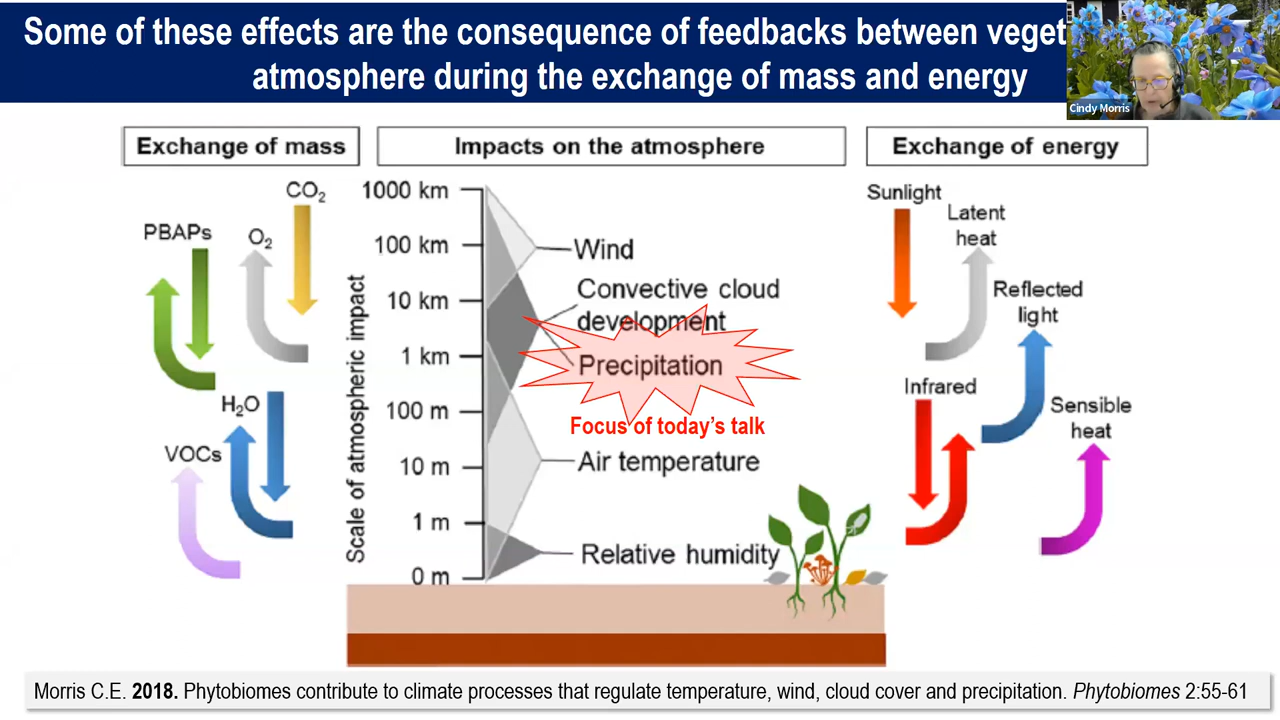 Some of these effects are the consequence of feedbacks between veget
atmosphere during the exchange of mass and energy
Cindy Morris
Exchange of mass
Impacts on the atmosphere
Exchange of energy
CO2
PBAPs
O2
H2O
VOCs
Scale of atmospheric impact
1000 km
100 km
10 km
1 km
100 m
10 m
1 m
0 m
Wind
Convective cloud
development
Precipitation
Focus of today's talk
Air temperature
Relative humidity
Sunlight
Latent
heat
Reflected
light
Infrared
Sensible
heat
Morris C.E. 2018. Phytobiomes contribute to climate processes that regulate temperature, wind, cloud cover and precipitation. Phytobiomes 2:55-61